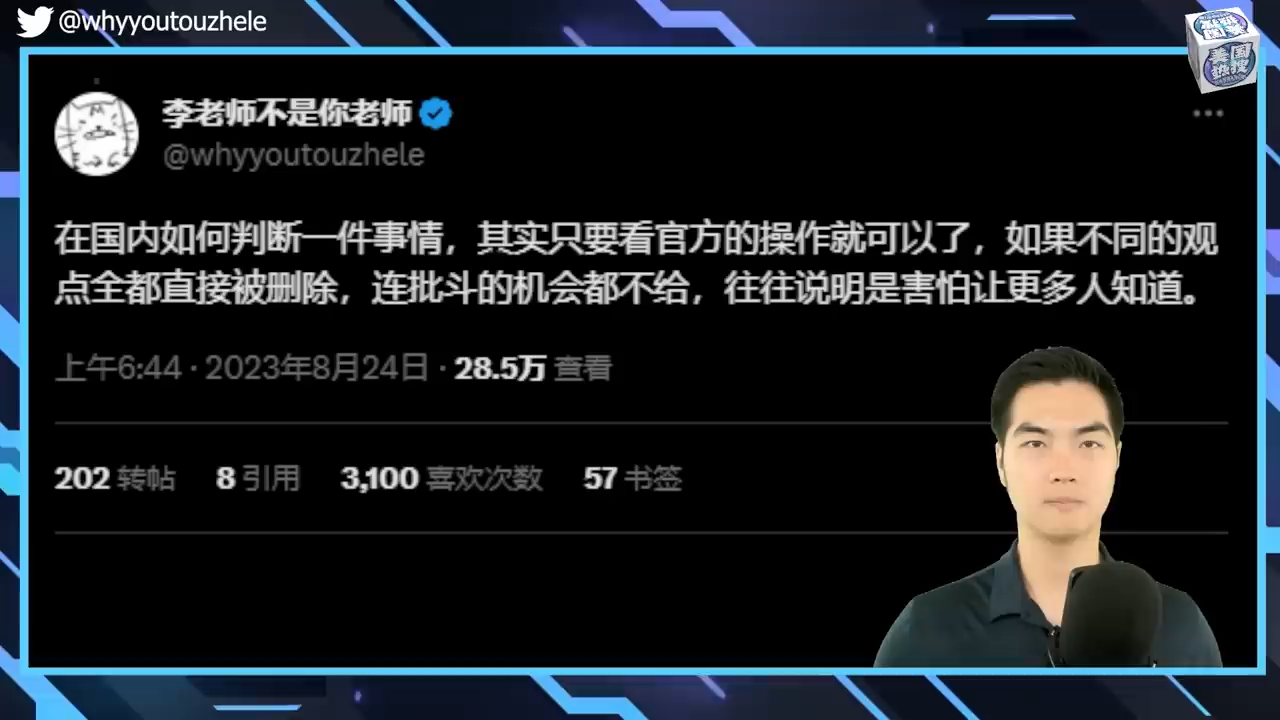 @whyyoutouzhele
美国
热搜
李老师不是你老师
@whyyoutouzhele
在国内如何判断一件事情，其实只要看官方的操作就可以了，如果不同的观
点全都直接被删除，连批斗的机会都不给，往往说明是害怕让更多人知道。
上午6:44 · 2023年8月24日 · 28.5万 查看
202 转帖 8 引用 3,100 喜欢次数 57 书签